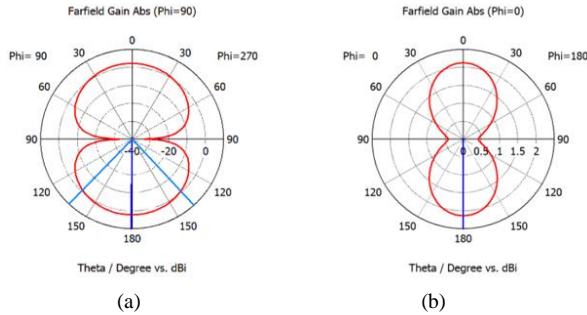 Farfield Gain Abs (Phi=90)
0
Phi= 90 30 30 Phi=270
60 60
90 -40 -20 0 90
120 120
150 150
180
Theta / Degree vs. dBi
(a)
Farfield Gain Abs (Phi=0)
0
Phi= 0 30 30 Phi=180
60 60
90 0 0.5 1 1.5 2 90
120 120
150 150
180
Theta / Degree vs. dBi
(b)